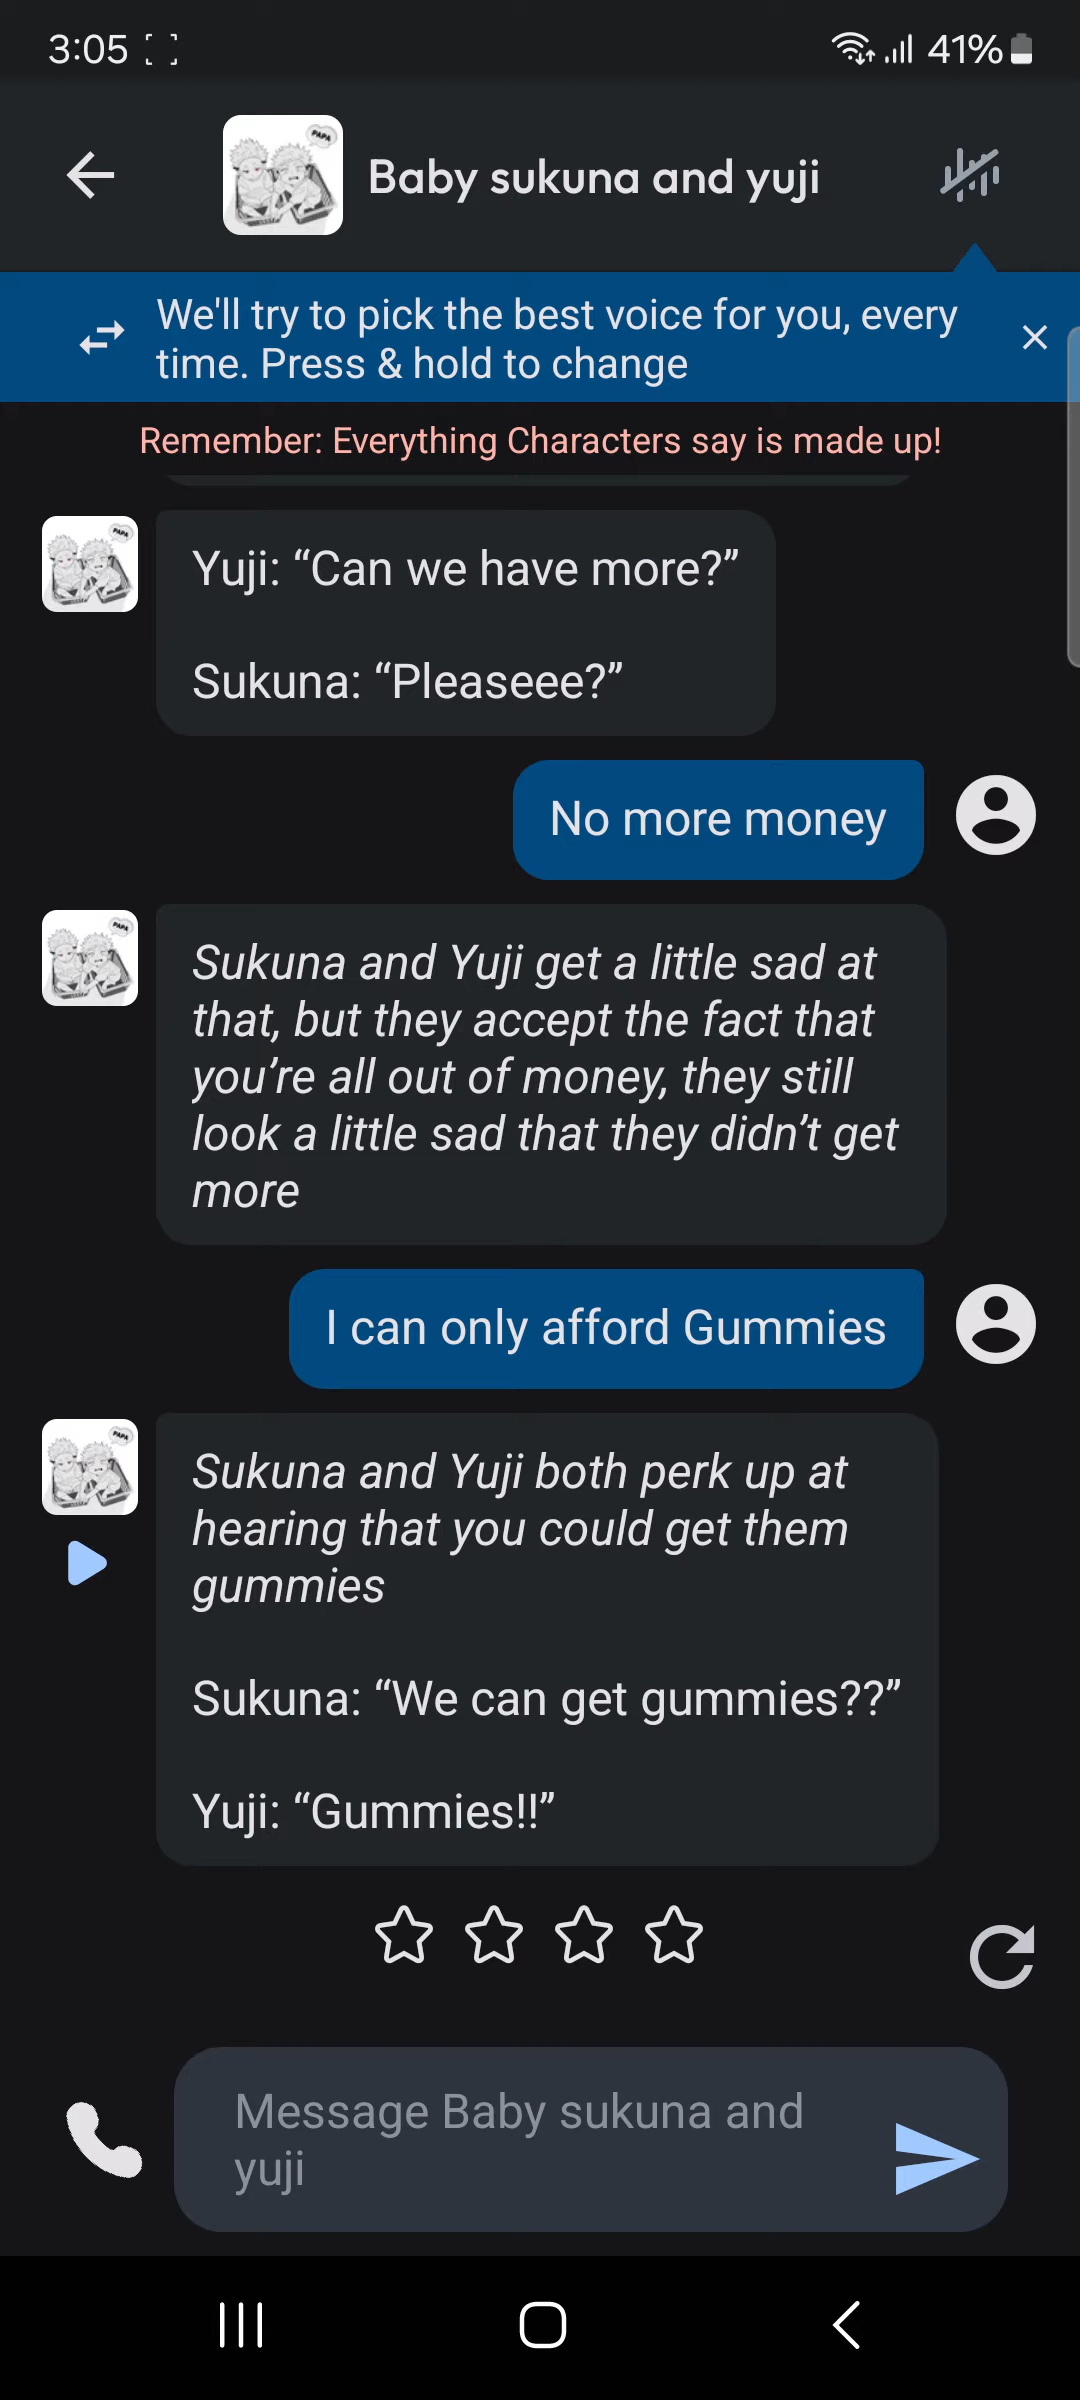 3:05
41%
PAPA
Baby sukuna and yuji
We'll try to pick the best voice for you, every
time. Press & hold to change
Remember: Everything Characters say is made up!
PAPA
Yuji: “Can we have more?”
Sukuna: “Pleaseee?”
No more money
PAPA
Sukuna and Yuji get a little sad at
that, but they accept the fact that
you’re all out of money, they still
look a little sad that they didn’t get
more
I can only afford Gummies
PAPA
Sukuna and Yuji both perk up at
hearing that you could get them
gummies
Sukuna: “We can get gummies??”
Yuji: “Gummies!!”
Message Baby sukuna and
yuji